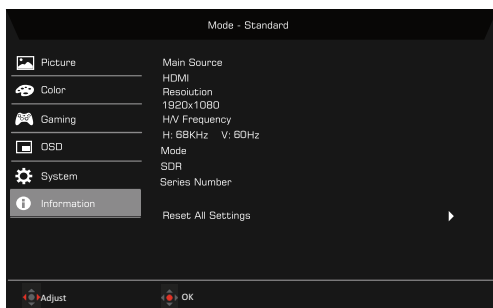 Mode - Standard
Picture
Color
Gaming
OSD
System
Information
Main Source
HDMI
Resoiution
1920x1080
H/V Frequency
H: 68KHz V: 60Hz
Mode
SDR
Series Number
Reset All Settings
Adjust
OK